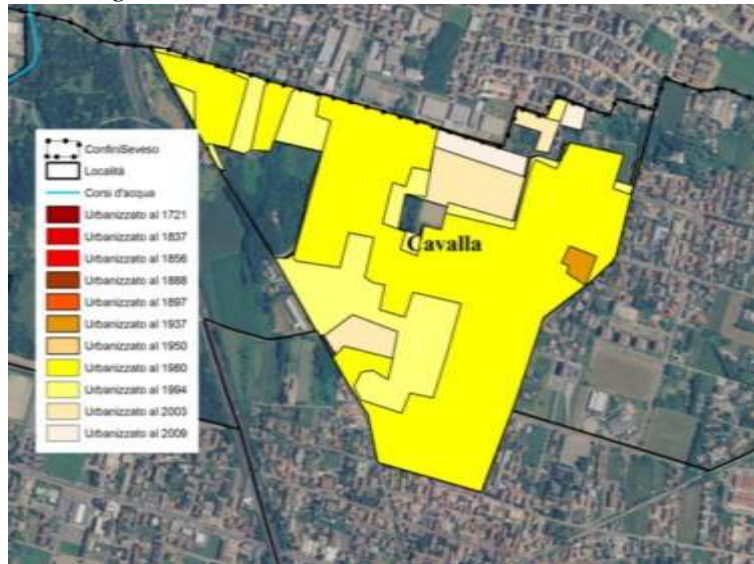 ConfiniSeveso
Località
Corsi d'acqua
Urbanizzato al 1721
Urbanizzato al 1837
Urbanizzato al 1856
Urbanizzato al 1888
Urbanizzato al 1897
Urbanizzato al 1937
Urbanizzato al 1950
Urbanizzato al 1980
Urbanizzato al 1994
Urbanizzato al 2003
Urbanizzato al 2009
Cavalla